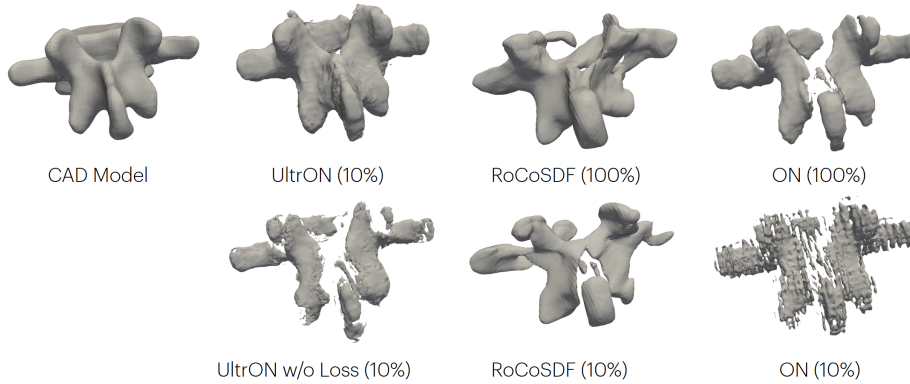 CAD Model
UltrON (10%)
RoCoSDF (100%)
ON (100%)
UltrON w/o Loss (10%)
RoCoSDF (10%)
ON (10%)